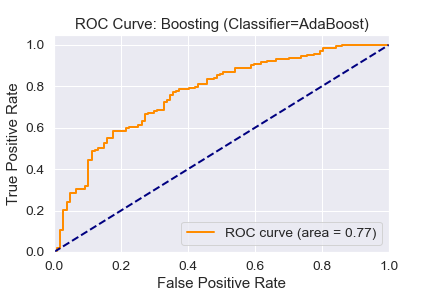 ROC Curve: Boosting (Classifier=AdaBoost)
True Positive Rate
1.0
0.8
0.6
0.4
0.2
0.0
ROC curve (area = 0.77)
0.0 0.2 0.4 0.6 0.8 1.0
False Positive Rate